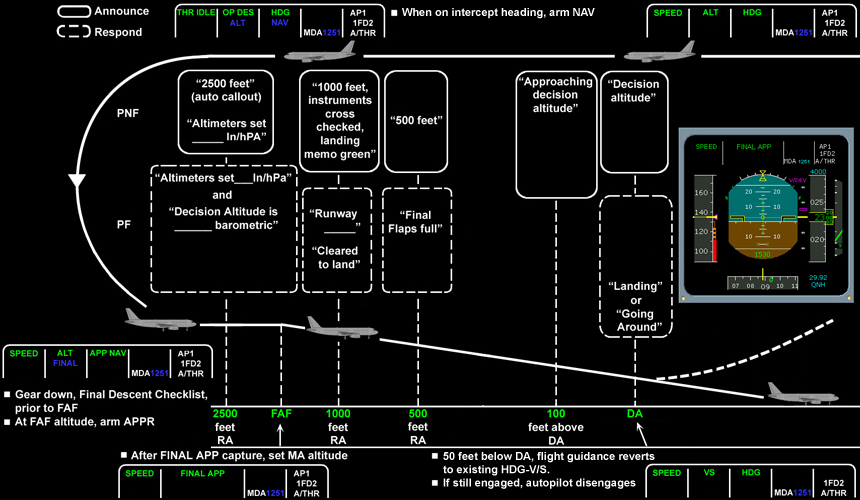 Announce
Respond
THR IDLE OP DES HDG AP1
ALT NAV 1FD2
MDA1251 A/THR
■ When on intercept heading, arm NAV
SPEED ALT HDG AP1
1FD2
MDA1251 A/THR
PNF
“2500 feet”
(auto callout)
“Altimeters set
_____ In/hPA”
“1000 feet,
instruments
cross
checked,
landing
memo green”
“500 feet”
“Approaching
decision
altitude”
“Decision
altitude”
PF
“Altimeters set___In/hPa”
and
“Decision Altitude is
______ barometric”
“Runway
_____”
“Cleared
to land”
“Final
Flaps full”
“Landing”
or
“Going
Around”
SPEED FINAL APP AP1
1FD2
MDA 1251 A/THR
V/DEV
4000
160
140
120
100
20
10
10
1530
025
23
020
07 08 09 10 11
29.92
QNH
SPEED ALT APP NAV AP1
FINAL 1FD2
MDA1251 A/THR
■ Gear down, Final Descent Checklist,
prior to FAF
■ At FAF altitude, arm APPR
2500
feet
RA
FAF
1000
feet
RA
500
feet
RA
100
feet above
DA
DA
■ After FINAL APP capture, set MA altitude
SPEED FINAL APP AP1
1FD2
MDA1251 A/THR
■ 50 feet below DA, flight guidance reverts
to existing HDG-V/S.
■ If still engaged, autopilot disengages
SPEED VS HDG
1FD2
MDA1251 A/THR